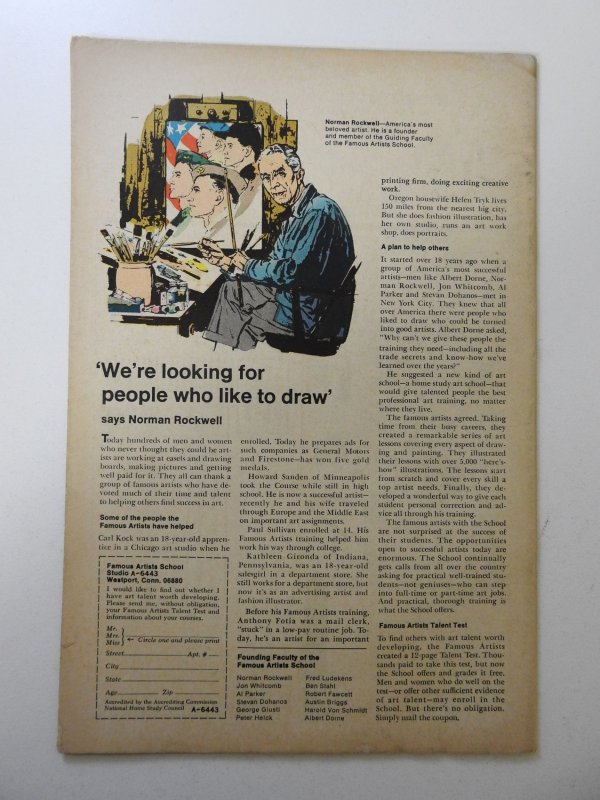 Norman Rockwell—America's most
beloved artist. He is a founder
and member of the Guiding Faculty
of the Famous Artists School.
'We're looking for
people who like to draw'
says Norman Rockwell
Today hundreds of men and women
who never thought they could be art-
ists are working at easels and drawing
boards, making pictures and getting
well paid for it. They all can thank a
group of famous artists who have de-
voted much of their time and talent
to helping others find success in art.
Some of the people the
Famous Artists have helped
Carl Kock was an 18-year-old appren-
tice in a Chicago art studio when he
enrolled. Today he prepares ads for
such companies as General Motors
and Firestone—has won five gold
medals.
Howard Sanden of Minneapolis
took the Course while still in high
school. He is now a successful artist—
recently he and his wife traveled
through Europe and the Middle East
on important art assignments.
Paul Sullivan enrolled at 14. His
Famous Artists training helped him
work his way through college.
Kathleen Gironda of Indiana,
Pennsylvania, was an 18-year-old
salesgirl in a department store. She
still works for a department store, but
now it's as an advertising artist and
fashion illustrator.
Before his Famous Artists training,
Anthony Fotia was a mail clerk,
"stuck" in a low-pay routine job. To-
day, he's an artist for an important
printing firm, doing exciting creative
work.
Oregon housewife Helen Tryk lives
150 miles from the nearest big city.
But she does fashion illustration, has
her own studio, runs an art work
shop, does portraits.
A plan to help others
It started over 18 years ago when a
group of America's most successful
artists—men like Albert Dorne, Nor-
man Rockwell, Jon Whitcomb, Al
Parker and Stevan Dohanos—met in
New York City. They knew that all
over America there were people who
liked to draw who could be turned
into good artists. Albert Dorne asked,
"Why can't we give these people the
training they need—including all the
trade secrets and know-how we've
learned over the years?"
He suggested a new kind of art
school—a home study art school—that
would give talented people the best
professional art training, no matter
where they live.
The famous artists agreed. Taking
time from their busy careers, they
created a remarkable series of art
lessons covering every aspect of draw-
ing and painting. They illustrated
their lessons with over 5,000 "here's-
how" illustrations. The lessons start
from scratch and cover every skill a
top artist needs. Finally, they de-
veloped a wonderful way to give each
student personal correction and ad-
vice all through his training.
The famous artists with the School
are not surprised at the success of
their students. The opportunities
open to successful artists today are
enormous. The School continually
gets calls from all over the country
asking for practical well-trained stu-
dents—not geniuses—who can step
into full-time or part-time art jobs.
And practical, thorough training is
what the School offers.
Famous Artists Talent Test
To find others with art talent worth
developing, the Famous Artists
created a 12-page Talent Test. Thou-
sands paid to take this test, but now
the School offers and grades it free.
Men and women who do well on the
test—or offer other sufficient evidence
of art talent—may enroll in the
School. But there's no obligation.
Simply mail the coupon.
Famous Artists School
Studio A-6443
Westport, Conn. 06880
I would like to find out whether I
have art talent worth developing.
Please send me, without obligation,
your Famous Artists Talent Test and
information about your courses.
Mr.
Mrs.
Miss
Circle one and please print
Street Apt. #
City
State
Age Zip
Accredited by the Accrediting Commission
National Home Study Council A-6443
Founding Faculty of the
Famous Artists School
Norman Rockwell
Jon Whitcomb
Al Parker
Stevan Dohanos
George Giusti
Peter Helck
Fred Ludekens
Ben Stahl
Robert Fawcett
Austin Briggs
Harold Von Schmidt
Albert Dorne